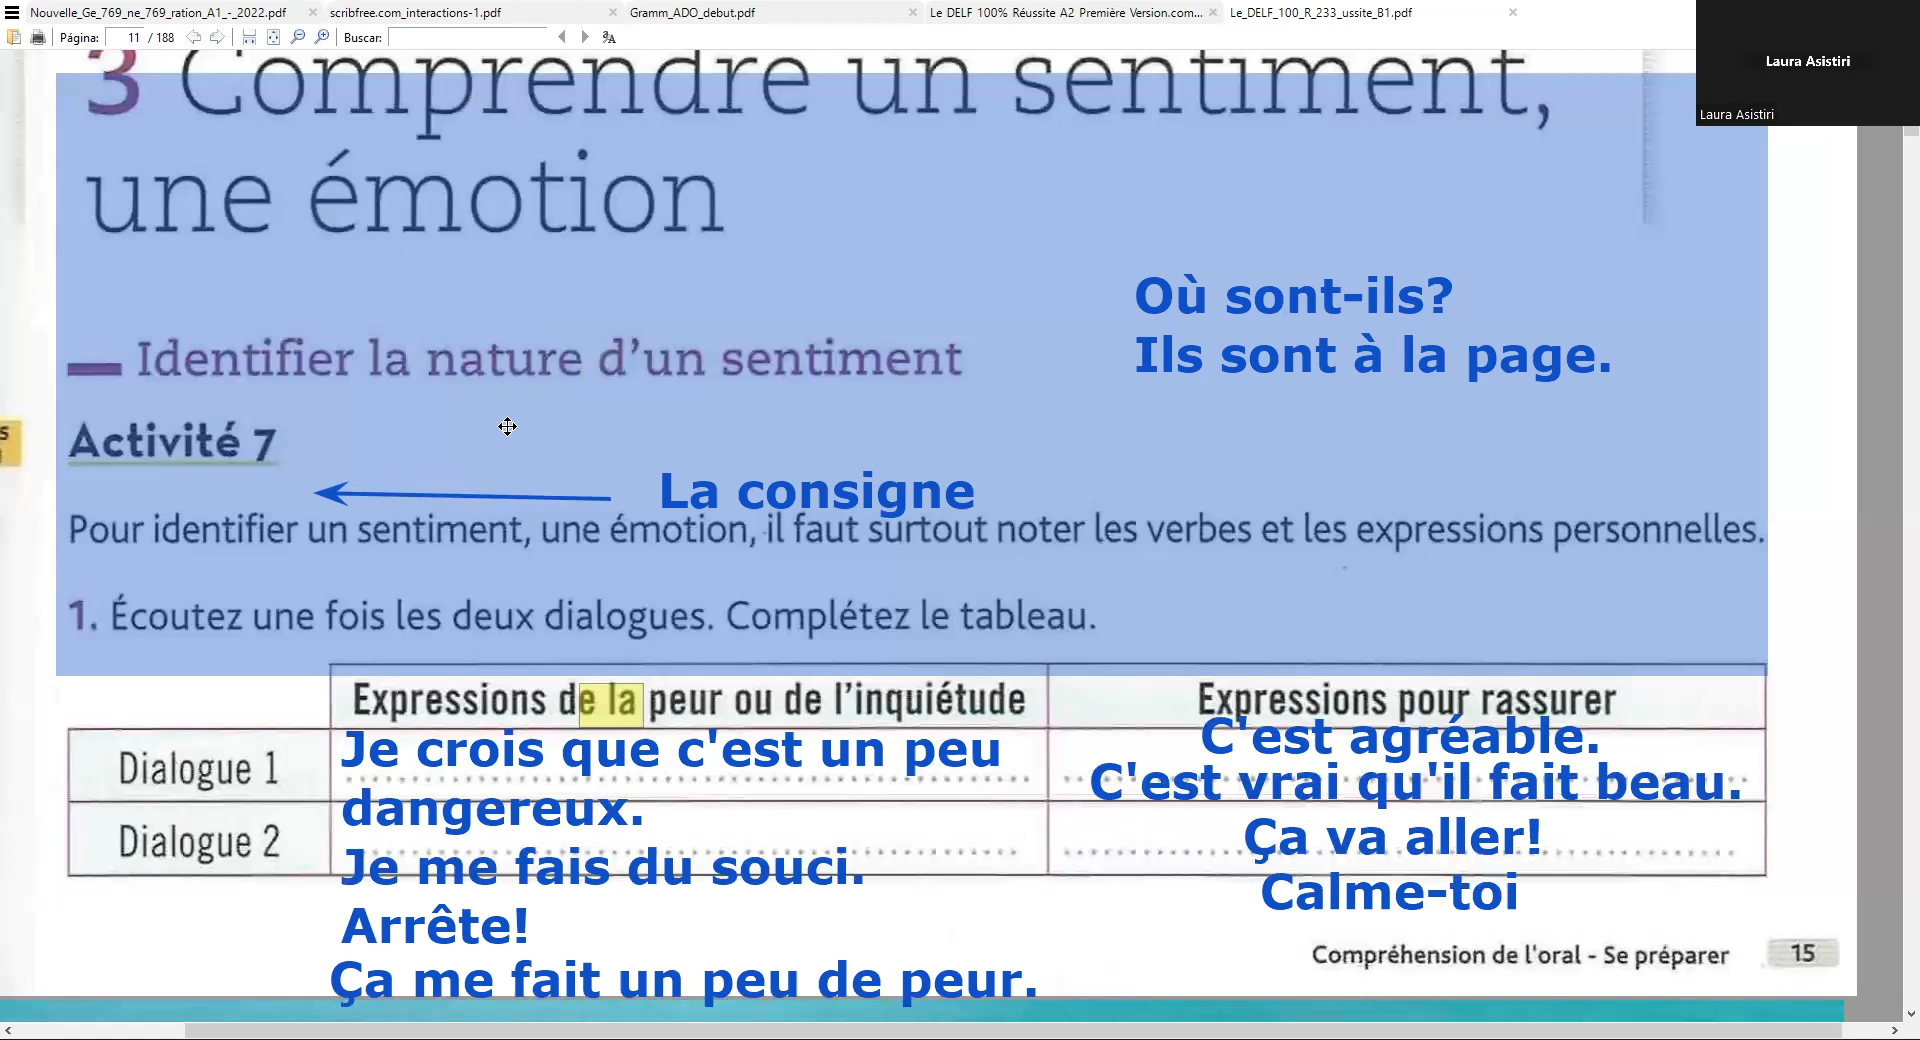 Nouvelle_Ge_769_ne_769_ration_A1_-_2022.pdf
scribfree.com_interactions-1.pdf
Gramm_ADO_debut.pdf
Le DELF 100% Réussite A2 Première Version.com...
Le_DELF_100_R_233_ussite_B1.pdf
Página: 11 / 188
Buscar:
Laura Asistiri
Laura Asistiri
3 Comprendre un sentiment,
une émotion
Où sont-ils?
Ils sont à la page.
Identifier la nature d'un sentiment
Activité 7
La consigne
Pour identifier un sentiment, une émotion, il faut surtout noter les verbes et les expressions personnelles.
1. Écoutez une fois les deux dialogues. Complétez le tableau.
Expressions de la peur ou de l'inquiétude
Expressions pour rassurer
Dialogue 1
Je crois que c'est un peu
dangereux.
C'est agréable.
C'est vrai qu'il fait beau.
Dialogue 2
Je me fais du souci.
Arrête!
Ça me fait un peu de peur.
Ça va aller!
Calme-toi
Compréhension de l'oral - Se préparer 15